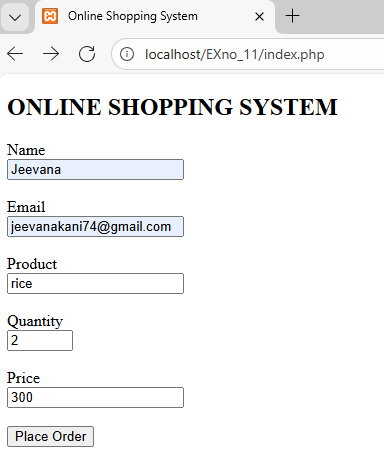 Online Shopping System
localhost/EXno_11/index.php
ONLINE SHOPPING SYSTEM
Name
Jeevana
Email
jeevanakani74@gmail.com
Product
rice
Quantity
2
Price
300
Place Order